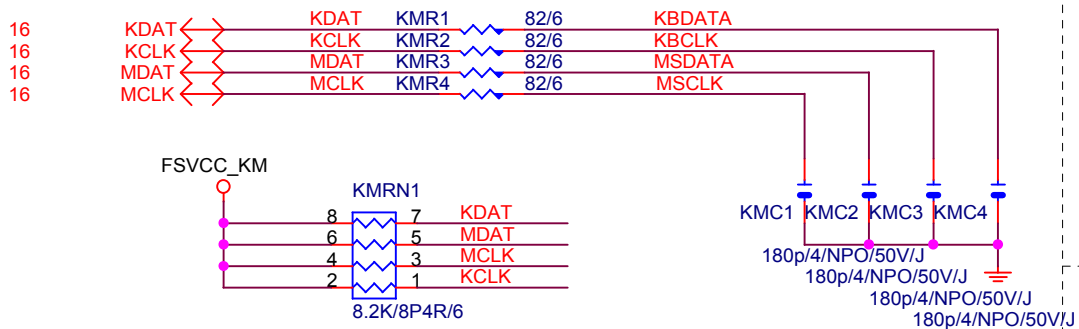 16 KDAT KDAT KMR1 82/6 KBDATA
16 KCLK KCLK KMR2 82/6 KBCLK
16 MDAT MDAT KMR3 82/6 MSDATA
16 MCLK MCLK KMR4 82/6 MSCLK
FSVCC_KM
KMRN1
8 7 KDAT
6 5 MDAT
4 3 MCLK
2 1 KCLK
8.2K/8P4R/6
KMC1 KMC2 KMC3 KMC4
180p/4/NPO/50V/J
180p/4/NPO/50V/J
180p/4/NPO/50V/J
180p/4/NPO/50V/J